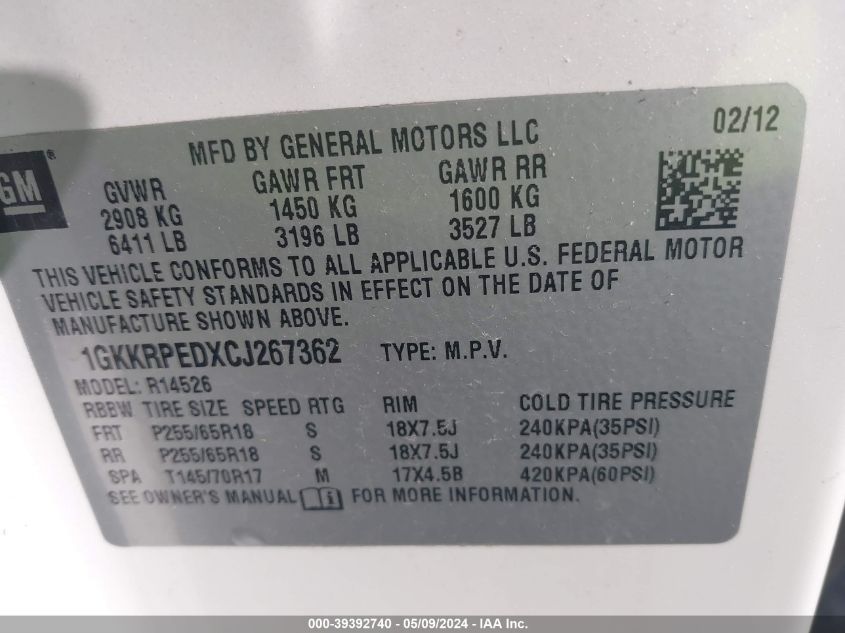 MFD BY GENERAL MOTORS LLC 02/12
GM®
GVWR GAWR FRT GAWR RR
2908 KG 1450 KG 1600 KG
6411 LB 3196 LB 3527 LB
THIS VEHICLE CONFORMS TO ALL APPLICABLE U.S. FEDERAL MOTOR
VEHICLE SAFETY STANDARDS IN EFFECT ON THE DATE OF
MANUFACTURE SHOWN ABOVE.
1GKKRPEDXCJ267362 TYPE: M.P.V.
MODEL: R14526
RBBW TIRE SIZE SPEED RTG RIM COLD TIRE PRESSURE
FRT P255/65R18 S 18X7.5J 240KPA(35PSI)
RR P255/65R18 S 18X7.5J 240KPA(35PSI)
SPA T145/70R17 M 17X4.5B 420KPA(60PSI)
SEE OWNER'S MANUAL i FOR MORE INFORMATION.
000-39392740 - 05/09/2024 - IAA Inc.